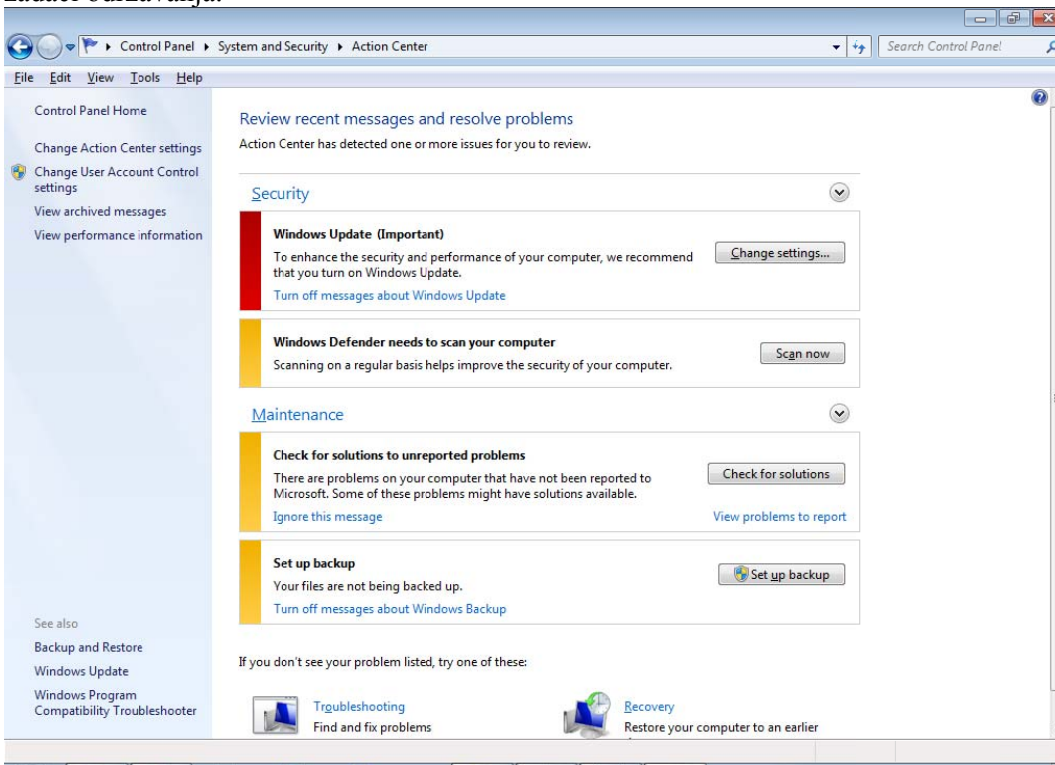 Control Panel ▸ System and Security ▸ Action Center
Search Control Panel
File Edit View Tools Help
Control Panel Home
Change Action Center settings
Change User Account Control
settings
View archived messages
View performance information
See also
Backup and Restore
Windows Update
Windows Program
Compatibility Troubleshooter
Review recent messages and resolve problems
Action Center has detected one or more issues for you to review.
Security
Windows Update (Important)
To enhance the security and performance of your computer, we recommend
that you turn on Windows Update.
Change settings...
Turn off messages about Windows Update
Windows Defender needs to scan your computer
Scanning on a regular basis helps improve the security of your computer.
Scan now
Maintenance
Check for solutions to unreported problems
There are problems on your computer that have not been reported to
Microsoft. Some of these problems might have solutions available.
Check for solutions
Ignore this message
View problems to report
Set up backup
Your files are not being backed up.
Set up backup
Turn off messages about Windows Backup
If you don't see your problem listed, try one of these:
Troubleshooting
Find and fix problems
Recovery
Restore your computer to an earlier